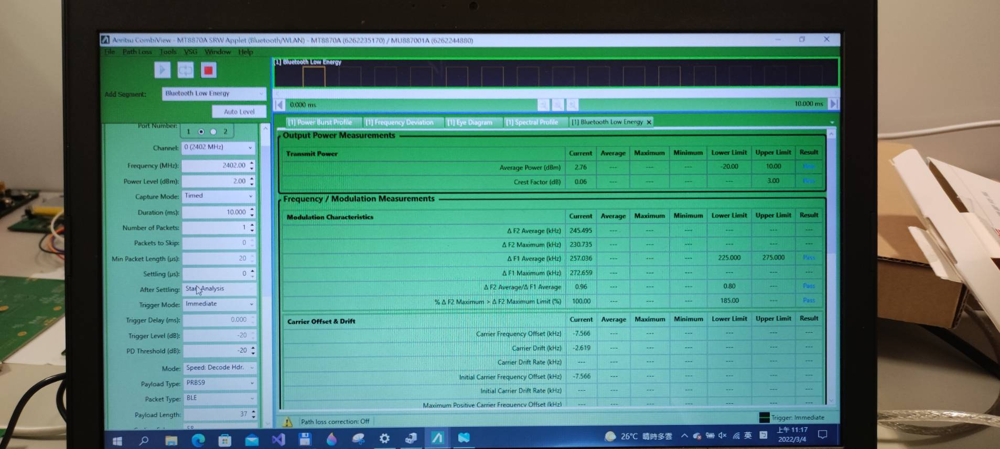 Anritsu CombiView - MT8870A SRW Applet (Bluetooth/WLAN) - MT8870A (6262235170) / MU887001A (6262244880)
File Path Loss Tools VSG Window Help
[1] Bluetooth Low Energy
Add Segment: Bluetooth Low Energy
Auto Level
0.000 ms 10.000 ms
Port Number: 1 2
Channel: 0 (2402 MHz)
Frequency (MHz): 2402.00
Power Level (dBm): 2.00
Capture Mode: Timed
Duration (ms): 10.000
Number of Packets: 1
Packets to Skip: 0
Min Packet Length (µs): 20
Settling (µs): 0
After Settling: Start Analysis
Trigger Mode: Immediate
Trigger Delay (ms): 0.000
Trigger Level (dB): -20
PD Threshold (dB): -20
Mode: Speed: Decode Hdr.
Payload Type: PRBS9
Packet Type: BLE
Payload Length: 37
[1] Power Burst Profile [1] Frequency Deviation [1] Eye Diagram [1] Spectral Profile [1] Bluetooth Low Energy
Output Power Measurements
Transmit Power Current Average Maximum Minimum Lower Limit Upper Limit Result
Average Power (dBm) 2.76 --- --- --- -20.00 10.00
Crest Factor (dB) 0.06 --- --- --- --- 3.00 Pass
Frequency / Modulation Measurements
Modulation Characteristics Current Average Maximum Minimum Lower Limit Upper Limit Result
Δ F2 Average (kHz) 245.495 --- --- --- --- --- ---
Δ F2 Maximum (kHz) 230.735 --- --- --- --- --- ---
Δ F1 Average (kHz) 257.036 --- --- --- 225.000 275.000 Pass
Δ F1 Maximum (kHz) 272.659 --- --- --- --- --- ---
Δ F2 Average/Δ F1 Average 0.96 --- --- --- 0.80 --- Pass
% Δ F2 Maximum > Δ F2 Maximum Limit (%) 100.00 --- --- --- 185.00 --- Pass
Carrier Offset & Drift Current Average Maximum Minimum Lower Limit Upper Limit Result
Carrier Frequency Offset (kHz) -7.566 --- --- --- --- --- ---
Carrier Drift (kHz) -2.619 --- --- --- --- --- ---
Carrier Drift Rate (kHz) --- --- --- --- --- --- ---
Initial Carrier Frequency Offset (kHz) -7.566 --- --- --- --- --- ---
Initial Carrier Drift Rate (kHz) --- --- --- --- --- --- ---
Maximum Positive Carrier Frequency Offset (kHz) --- --- --- --- --- --- ---
Path loss correction: Off
Trigger: Immediate
26°C 晴時多雲
英
上午 11:17
2022/3/4